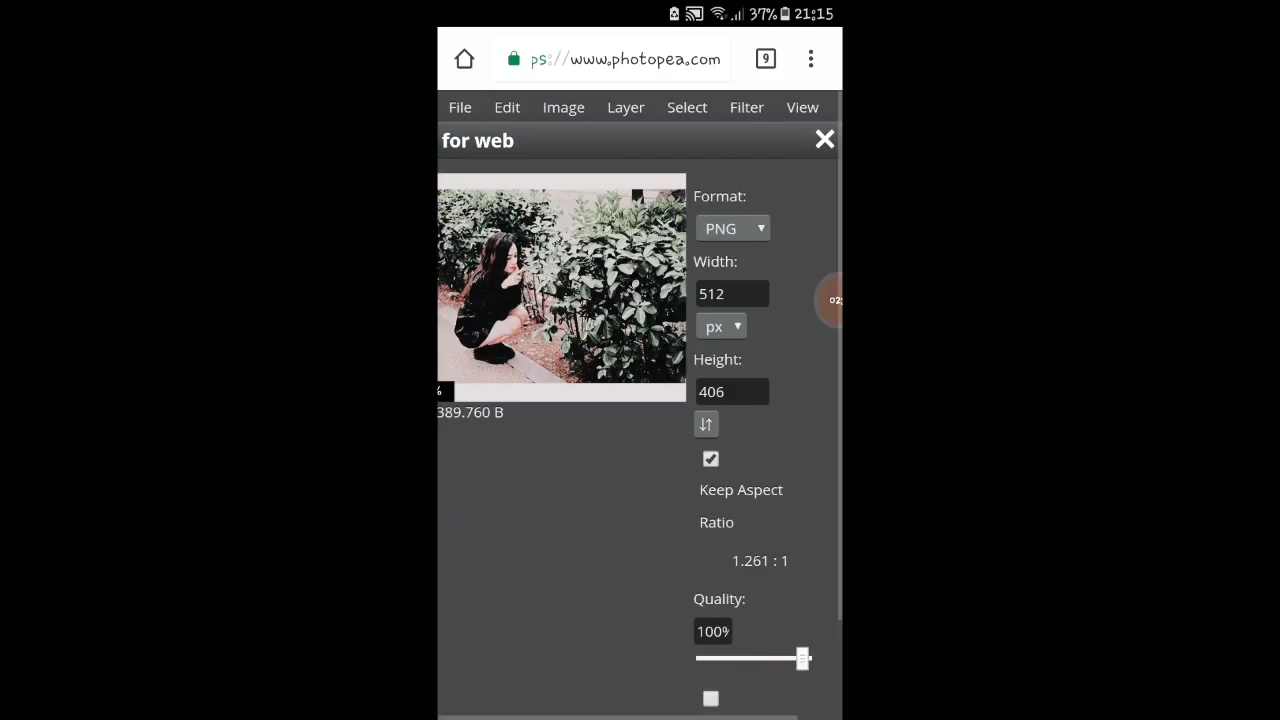 37% 21:15
ps://www.photopea.com 9
File Edit Image Layer Select Filter View
for web
Format:
PNG
Width:
512
px
Height:
406
%
389.760 B
Keep Aspect
Ratio
1.261 : 1
Quality:
100%